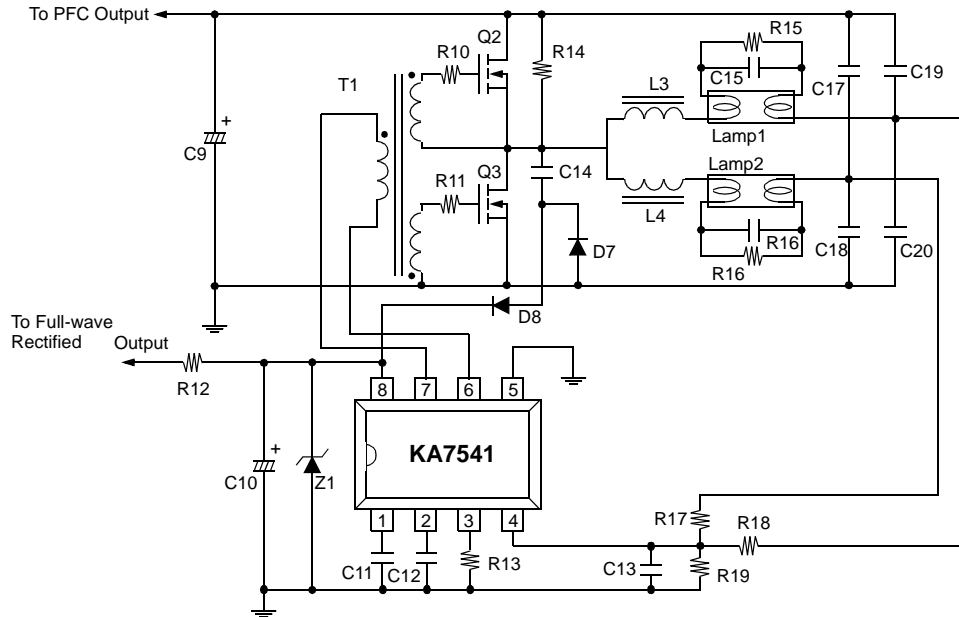 To PFC Output
Q2
R10
R14
R15
C15
C17
C19
T1
L3
Lamp1
+
C9
Q3
R11
C14
Lamp2
L4
R16
R16
C18
C20
D7
D8
To Full-wave
Rectified Output
R12
8
7
6
5
+
C10
Z1
KA7541
1
2
3
4
R17
R18
C11
C12
R13
C13
R19